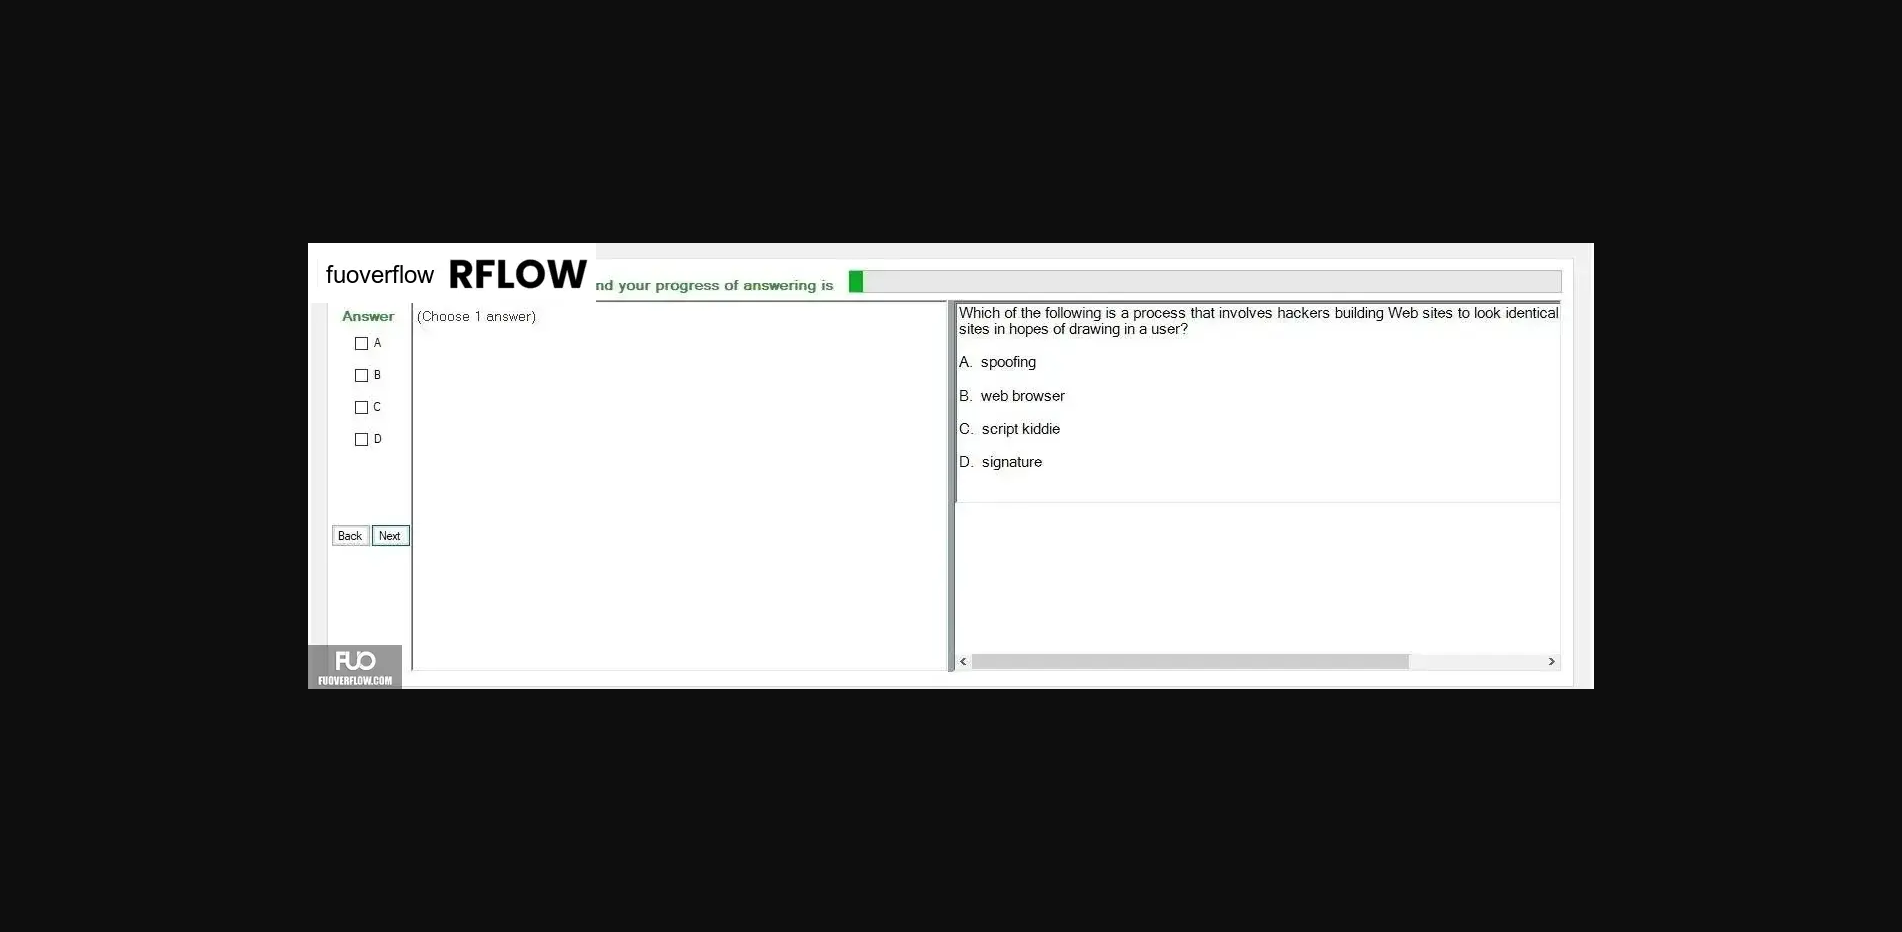 fuoverflow RFLOW
nd your progress of answering is
Answer
(Choose 1 answer)
A
B
C
D
Back Next
Which of the following is a process that involves hackers building Web sites to look identical
sites in hopes of drawing in a user?
A. spoofing
B. web browser
C. script kiddie
D. signature
FUO
FUOVERFLOW.COM